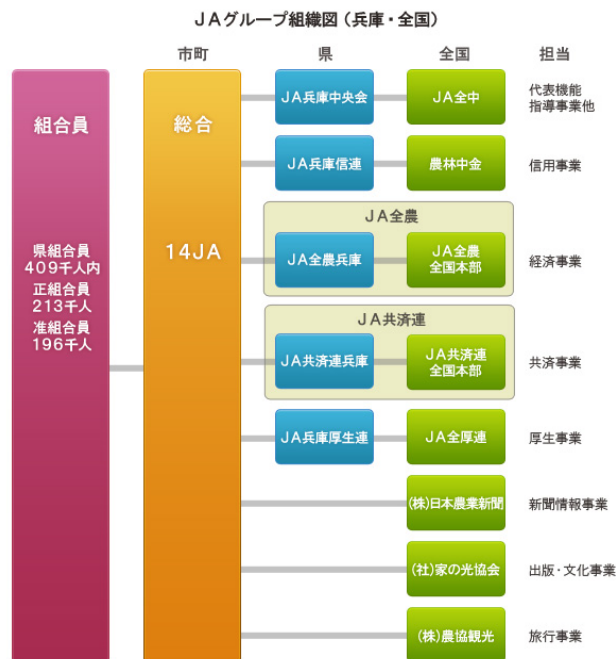 JAグループ組織図(兵庫・全国)
市町
県
全国
担当
組合員
県組合員
409千人内
正組合員
213千人
准組合員
196千人
総合
14JA
JA兵庫中央会
JA全中
代表機能
指導事業他
JA兵庫信連
農林中金
信用事業
JA全農
JA全農兵庫
JA全農
全国本部
経済事業
JA共済連
JA共済連兵庫
JA共済連
全国本部
共済事業
JA兵庫厚生連
JA全厚連
厚生事業
(株)日本農業新聞
新聞情報事業
(社)家の光協会
出版・文化事業
(株)農協観光
旅行事業